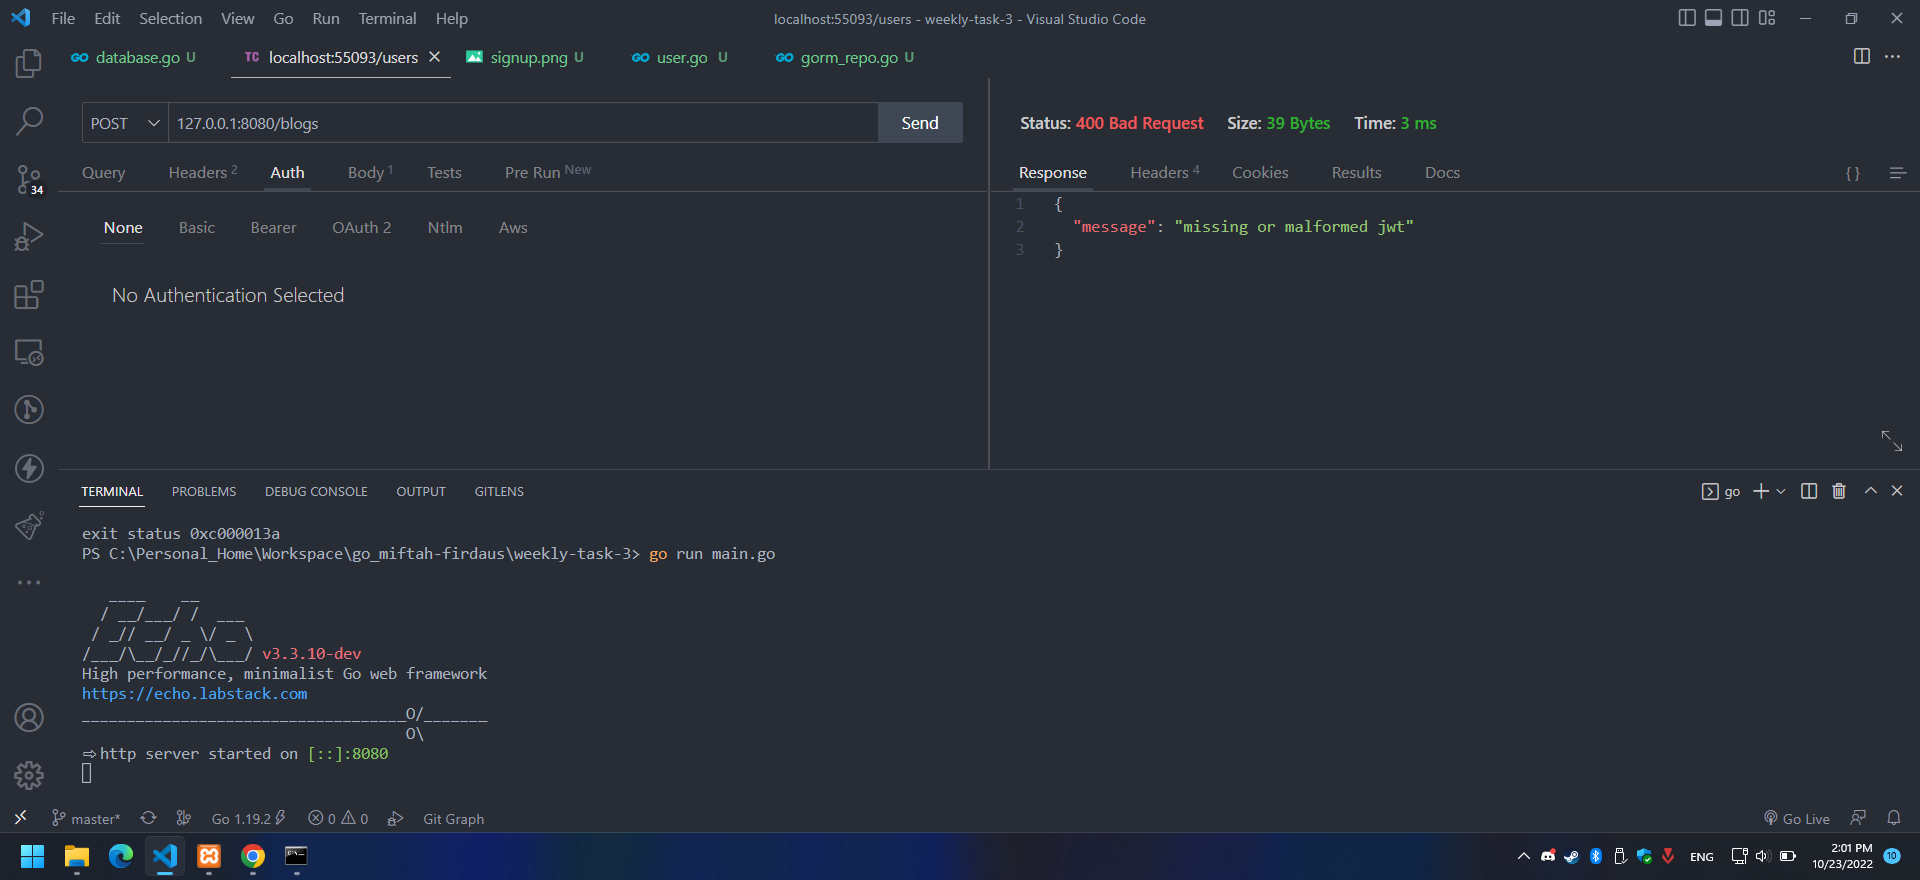 File Edit Selection View Go Run Terminal Help
localhost:55093/users - weekly-task-3 - Visual Studio Code
database.go U
TC localhost:55093/users
signup.png U
user.go U
gorm_repo.go U
POST 127.0.0.1:8080/blogs Send
Query Headers 2 Auth Body 1 Tests Pre Run New
None Basic Bearer OAuth 2 Ntlm Aws
No Authentication Selected
Status: 400 Bad Request Size: 39 Bytes Time: 3 ms
Response Headers 4 Cookies Results Docs
{ }
1 {
2 "message": "missing or malformed jwt"
3 }
34
TERMINAL PROBLEMS DEBUG CONSOLE OUTPUT GITLENS
go
exit status 0xc000013a
PS C:\Personal_Home\Workspace\go_miftah-firdaus\weekly-task-3> go run main.go
   ____    __
  / __/___/ /  ___
 / _// __/ _ \/ _ \
/___/\__/_//_/\___/ v3.3.10-dev
High performance, minimalist Go web framework
https://echo.labstack.com
____________________________________O/_______
                                    O\
⇨ http server started on [::]:8080
master* Go 1.19.2 0 0 Git Graph
Go Live
ENG
2:01 PM
10/23/2022
10